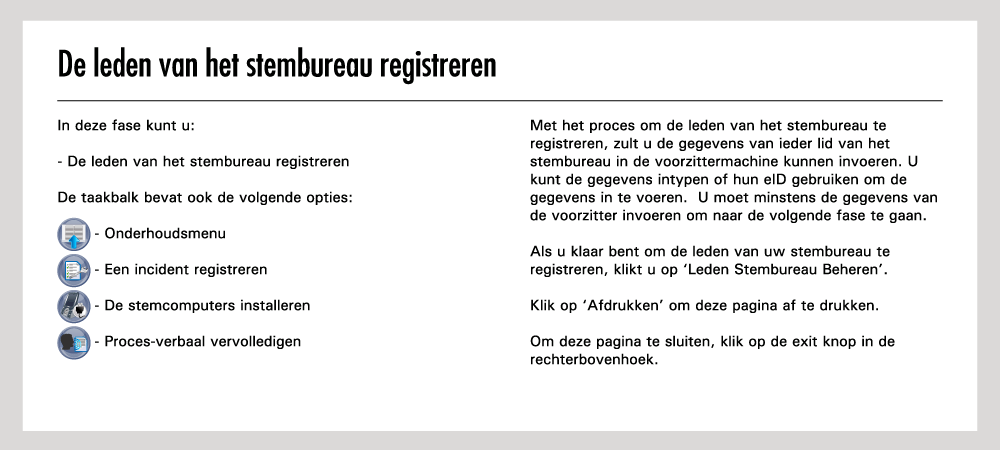 De leden van het stembureau registreren
In deze fase kunt u:
- De leden van het stembureau registreren
De taakbalk bevat ook de volgende opties:
- Onderhoudsmenu
- Een incident registreren
- De stemcomputers installeren
- Proces-verbaal vervolledigen
Met het proces om de leden van het stembureau te
registreren, zult u de gegevens van ieder lid van het
stembureau in de voorzittermachine kunnen invoeren. U
kunt de gegevens intypen of hun eID gebruiken om de
gegevens in te voeren.  U moet minstens de gegevens van
de voorzitter invoeren om naar de volgende fase te gaan.
Als u klaar bent om de leden van uw stembureau te
registreren, klikt u op ‘Leden Stembureau Beheren’.
Klik op ‘Afdrukken’ om deze pagina af te drukken.
Om deze pagina te sluiten, klik op de exit knop in de
rechterbovenhoek.